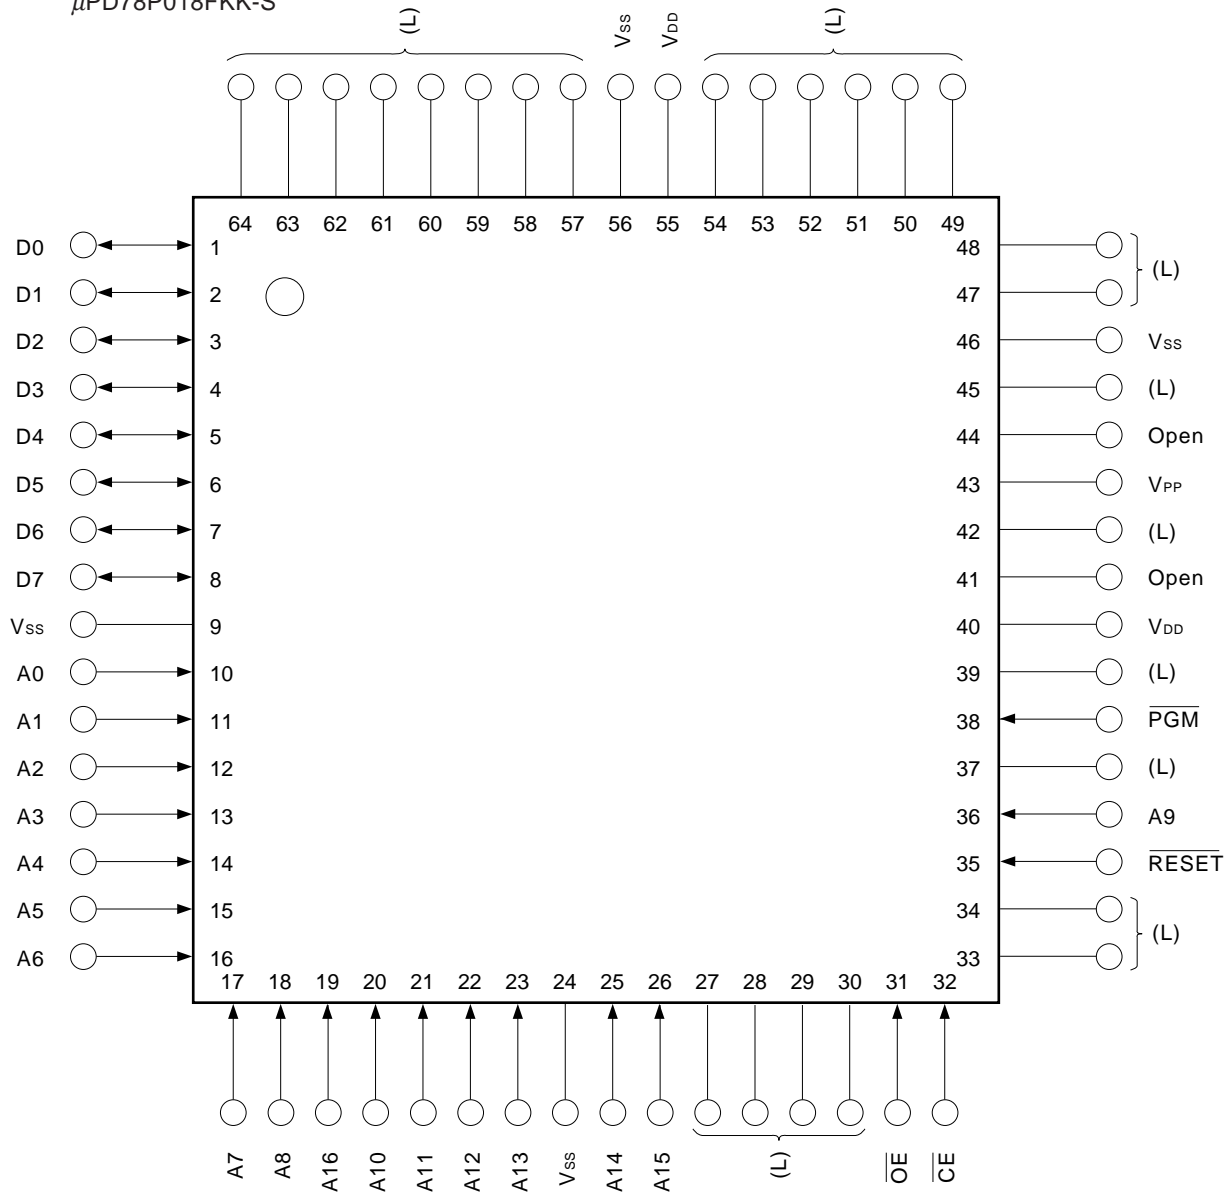 μPD78P018FKK-S
(L)
VSS
VDD
(L)
64 63 62 61 60 59 58 57 56 55 54 53 52 51 50 49
D0 1 48
(L)
D1 2 47
D2 3 46 VSS
D3 4 45 (L)
D4 5 44 Open
D5 6 43 VPP
D6 7 42 (L)
D7 8 41 Open
VSS 9 40 VDD
A0 10 39 (L)
A1 11 38 PGM
A2 12 37 (L)
A3 13 36 A9
A4 14 35 RESET
A5 15 34
(L)
A6 16 33
17 18 19 20 21 22 23 24 25 26 27 28 29 30 31 32
A7
A8
A16
A10
A11
A12
A13
VSS
A14
A15
(L)
OE
CE